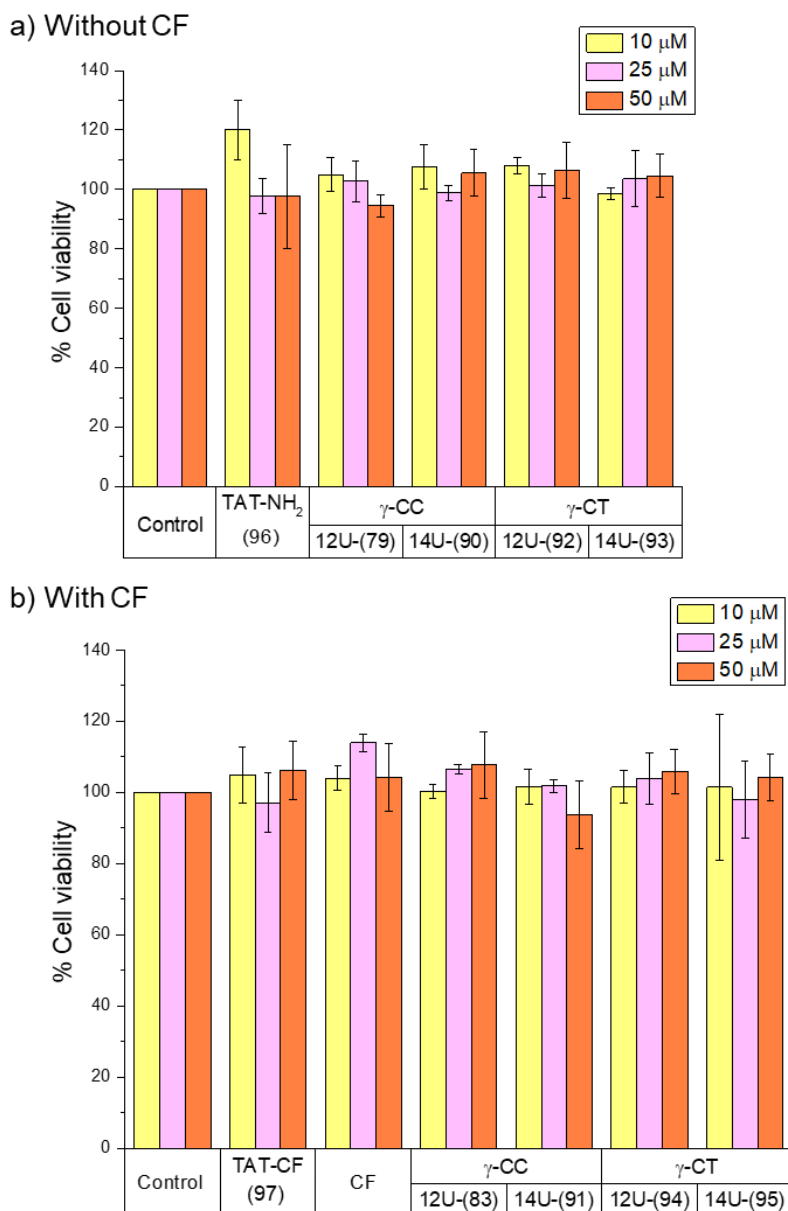 a) Without CF
10 μM
25 μM
50 μM
140
120
100
80
60
40
20
0
% Cell viability
Control
TAT-NH2
(96)
γ-CC
γ-CT
12U-(79)
14U-(90)
12U-(92)
14U-(93)
b) With CF
10 μM
25 μM
50 μM
140
120
100
80
60
40
20
0
% Cell viability
Control
TAT-CF
(97)
CF
γ-CC
γ-CT
12U-(83)
14U-(91)
12U-(94)
14U-(95)